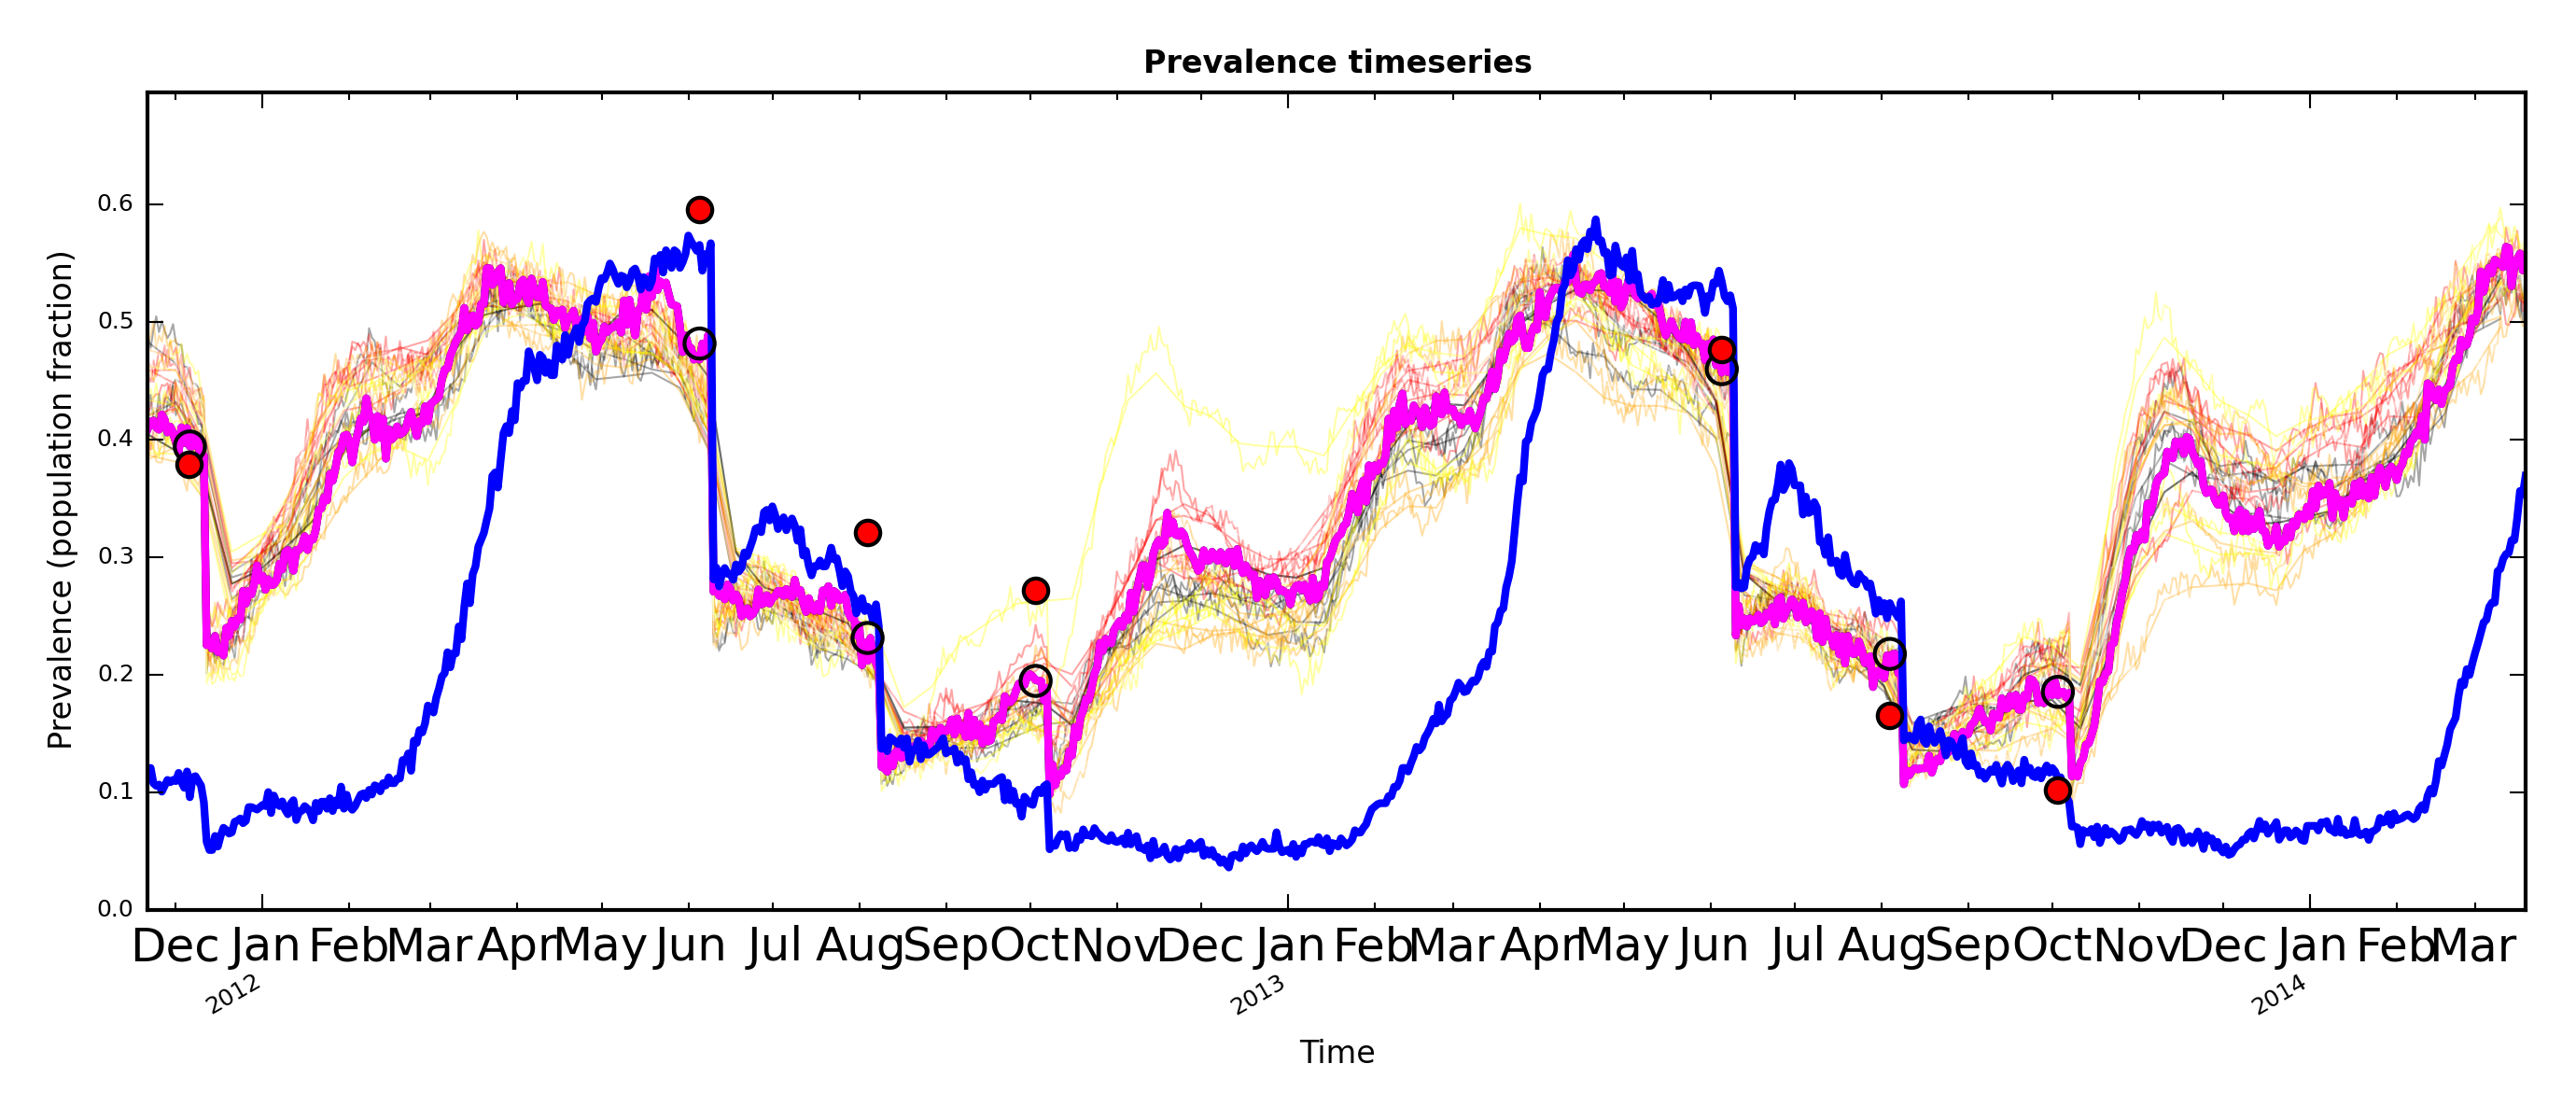 Prevalence timeseries
Prevalence (population fraction)
0.6
0.5
0.4
0.3
0.2
0.1
0.0
Dec Jan Feb Mar Apr May Jun Jul Aug Sep Oct Nov Dec Jan Feb Mar Apr May Jun Jul Aug Sep Oct Nov Dec Jan Feb Mar
2012 2013 2014
Time